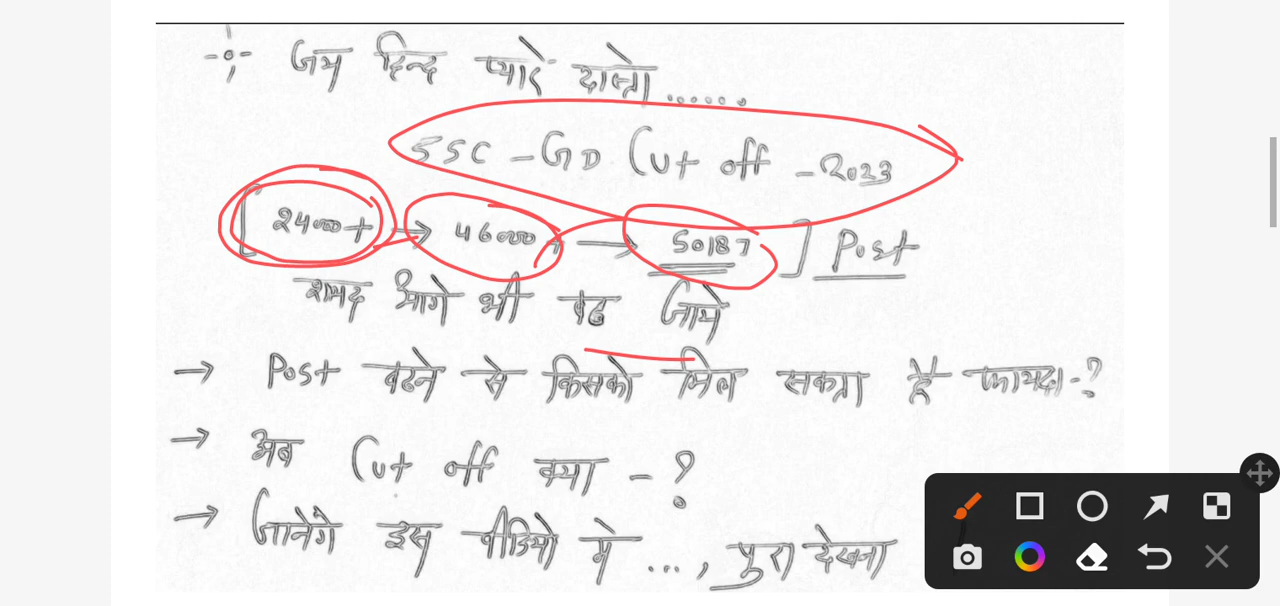 जय हिन्द प्यारे दोस्तो......
SSC - GD Cut off - 2023
[24000+ → 46000+ → 50187] Post
शायद आगे भी बढ जाये
→ Post बढने से किसको मिल सकता है फायदा-?
→ अब Cut off क्या - ?
→ जानेंगे इस वीडियो मे ..., पुरा देखना